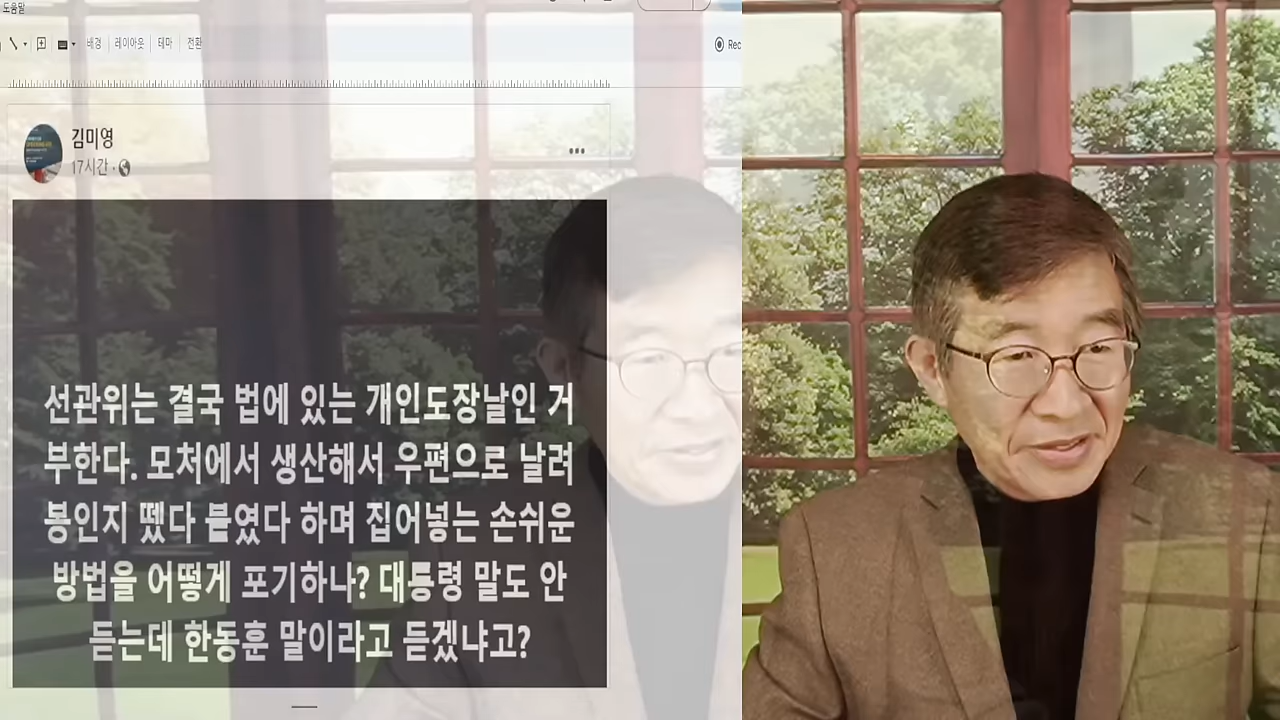 도움말
배경 레이아웃 테마 전환
Rec
김미영
17시간
선관위는 결국 법에 있는 개인도장날인 거
부한다. 모처에서 생산해서 우편으로 날려
봉인지 뗐다 붙였다 하며 집어넣는 손쉬운
방법을 어떻게 포기하나? 대통령 말도 안
듣는데 한동훈 말이라고 듣겠냐고?